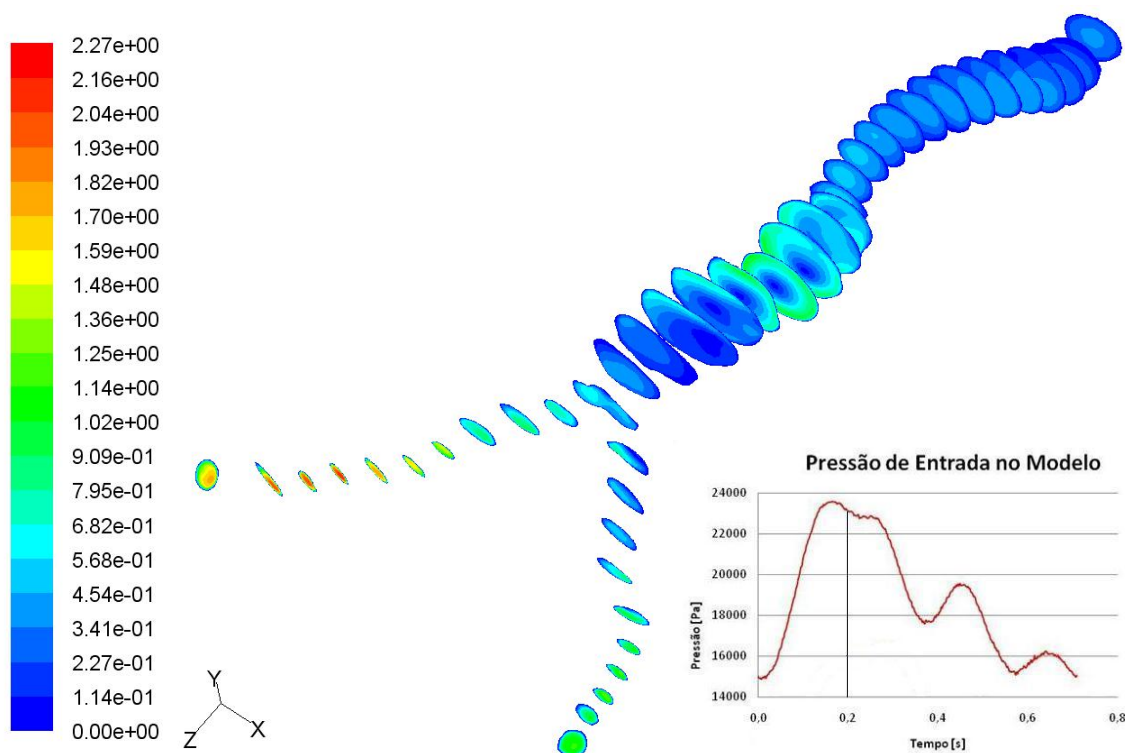 2.27e+00
2.16e+00
2.04e+00
1.93e+00
1.82e+00
1.70e+00
1.59e+00
1.48e+00
1.36e+00
1.25e+00
1.14e+00
1.02e+00
9.09e-01
7.95e-01
6.82e-01
5.68e-01
4.54e-01
3.41e-01
2.27e-01
1.14e-01
0.00e+00
Y
Z
X
Pressão de Entrada no Modelo
Pressão [Pa]
24000
22000
20000
18000
16000
14000
0,0 0,2 0,4 0,6 0,8
Tempo [s]